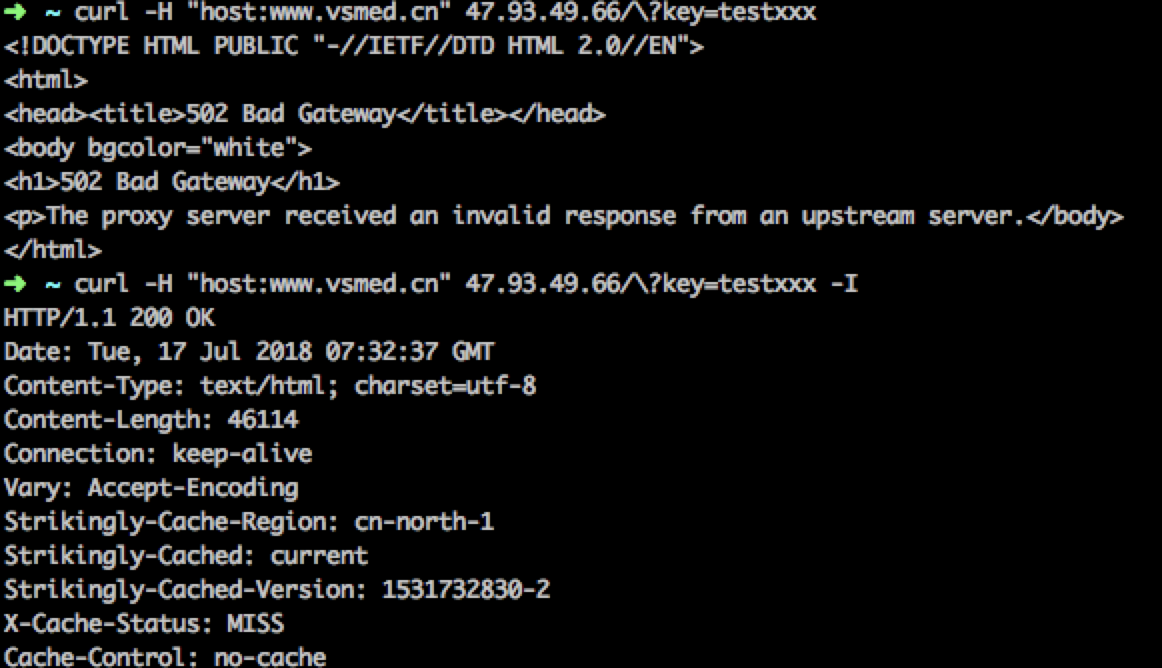 ➜ ~ curl -H "host:www.vsmed.cn" 47.93.49.66/\?key=testxxx
<!DOCTYPE HTML PUBLIC "-//IETF//DTD HTML 2.0//EN">
<html>
<head><title>502 Bad Gateway</title></head>
<body bgcolor="white">
<h1>502 Bad Gateway</h1>
<p>The proxy server received an invalid response from an upstream server.</body>
</html>
➜ ~ curl -H "host:www.vsmed.cn" 47.93.49.66/\?key=testxxx -I
HTTP/1.1 200 OK
Date: Tue, 17 Jul 2018 07:32:37 GMT
Content-Type: text/html; charset=utf-8
Content-Length: 46114
Connection: keep-alive
Vary: Accept-Encoding
Strikingly-Cache-Region: cn-north-1
Strikingly-Cached: current
Strikingly-Cached-Version: 1531732830-2
X-Cache-Status: MISS
Cache-Control: no-cache